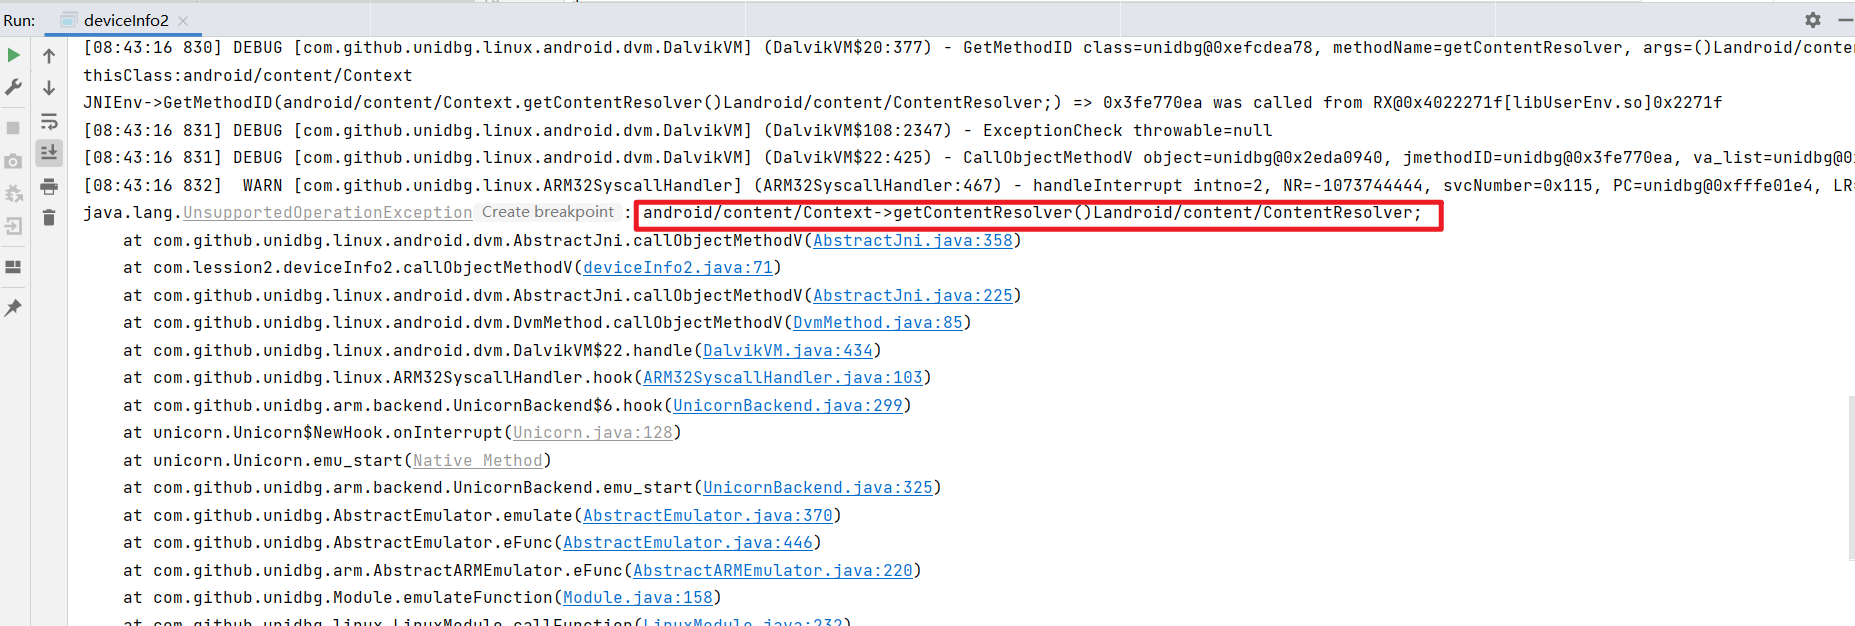 Run: deviceInfo2
[08:43:16 830] DEBUG [com.github.unidbg.linux.android.dvm.DalvikVM] (DalvikVM$20:377) - GetMethodID class=unidbg@0xefcdea78, methodName=getContentResolver, args=()Landroid/conte
thisClass:android/content/Context
JNIEnv->GetMethodID(android/content/Context.getContentResolver()Landroid/content/ContentResolver;) => 0x3fe770ea was called from RX@0x4022271f[libUserEnv.so]0x2271f
[08:43:16 831] DEBUG [com.github.unidbg.linux.android.dvm.DalvikVM] (DalvikVM$108:2347) - ExceptionCheck throwable=null
[08:43:16 831] DEBUG [com.github.unidbg.linux.android.dvm.DalvikVM] (DalvikVM$22:425) - CallObjectMethodV object=unidbg@0x2eda0940, jmethodID=unidbg@0x3fe770ea, va_list=unidbg@0
[08:43:16 832]  WARN [com.github.unidbg.linux.ARM32SyscallHandler] (ARM32SyscallHandler:467) - handleInterrupt intno=2, NR=-1073744444, svcNumber=0x115, PC=unidbg@0xfffe01e4, LR=
java.lang.UnsupportedOperationException Create breakpoint : android/content/Context->getContentResolver()Landroid/content/ContentResolver;
at com.github.unidbg.linux.android.dvm.AbstractJni.callObjectMethodV(AbstractJni.java:358)
at com.lession2.deviceInfo2.callObjectMethodV(deviceInfo2.java:71)
at com.github.unidbg.linux.android.dvm.AbstractJni.callObjectMethodV(AbstractJni.java:225)
at com.github.unidbg.linux.android.dvm.DvmMethod.callObjectMethodV(DvmMethod.java:85)
at com.github.unidbg.linux.android.dvm.DalvikVM$22.handle(DalvikVM.java:434)
at com.github.unidbg.linux.ARM32SyscallHandler.hook(ARM32SyscallHandler.java:103)
at com.github.unidbg.arm.backend.UnicornBackend$6.hook(UnicornBackend.java:299)
at unicorn.Unicorn$NewHook.onInterrupt(Unicorn.java:128)
at unicorn.Unicorn.emu_start(Native Method)
at com.github.unidbg.arm.backend.UnicornBackend.emu_start(UnicornBackend.java:325)
at com.github.unidbg.AbstractEmulator.emulate(AbstractEmulator.java:370)
at com.github.unidbg.AbstractEmulator.eFunc(AbstractEmulator.java:446)
at com.github.unidbg.arm.AbstractARMEmulator.eFunc(AbstractARMEmulator.java:220)
at com.github.unidbg.Module.emulateFunction(Module.java:158)
at com.github.unidbg.linux.LinuxModule.callFunction(LinuxModule.java:232)